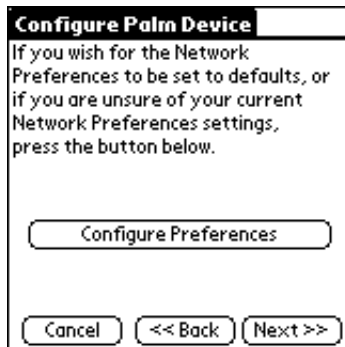 Configure Palm Device
If you wish for the Network
Preferences to be set to defaults, or
if you are unsure of your current
Network Preferences settings,
press the button below.
Configure Preferences
Cancel
<< Back
Next >>